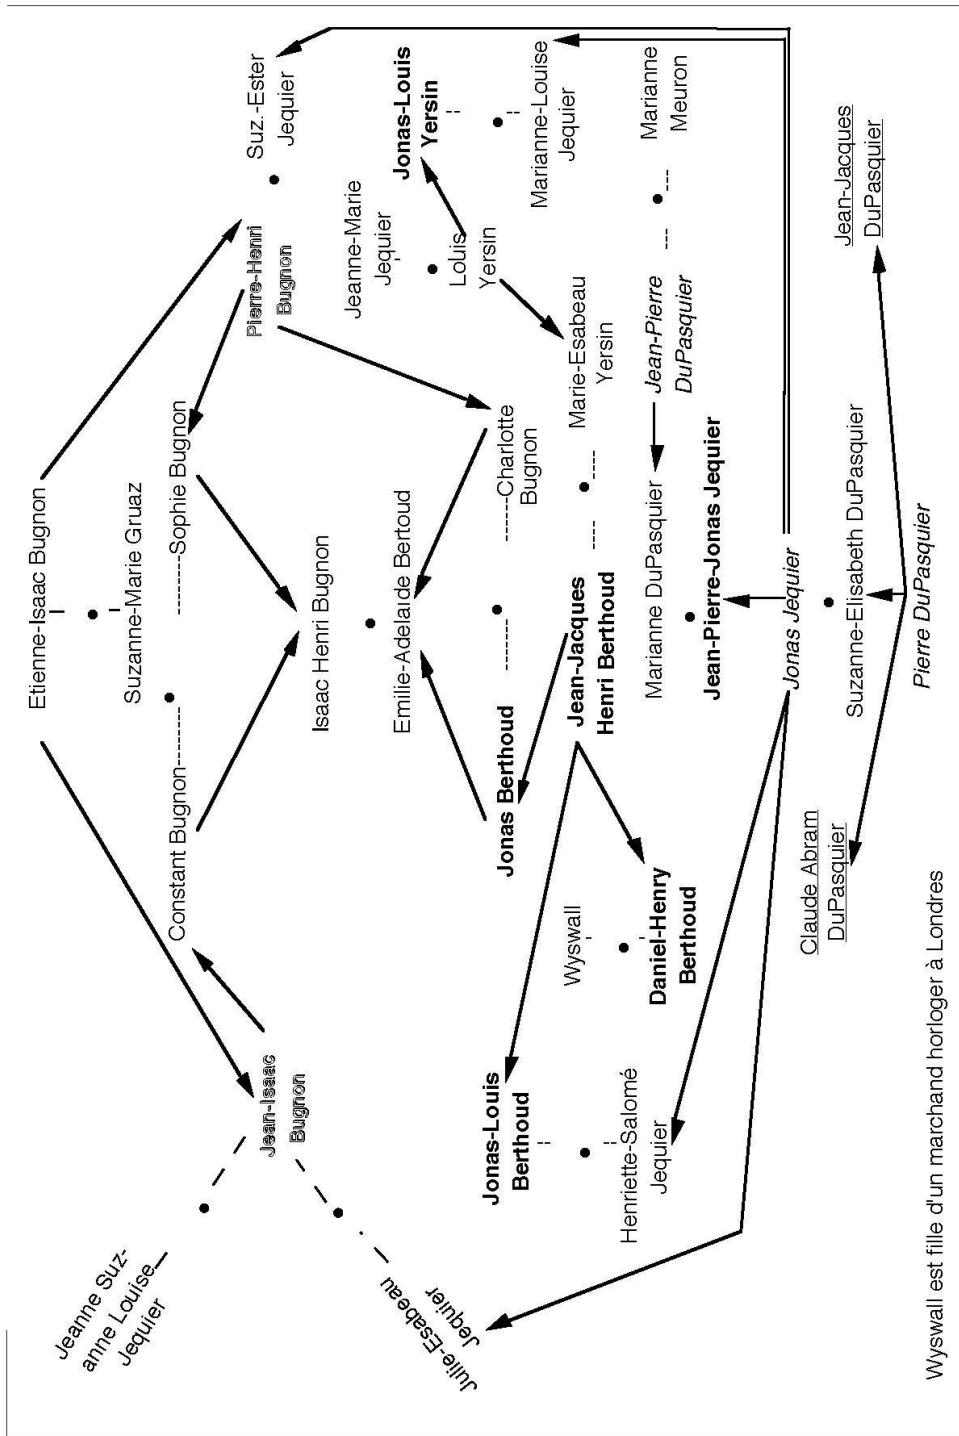 Etienne-Isaac Bugnon
Suzanne-Marie Gruaz
Constant Bugnon--------
-------Sophie Bugnon
Jeanne Suz-
anne Louise
Jequier
Jean-Isaac
Bugnon
Pierre-Henri
Bugnon
Suz.-Ester
Jequier
Isaac Henri Bugnon
Emilie-Adelaïde Bertoud
Jeanne-Marie
Jequier
Louis
Yersin
Jonas-Louis
Yersin
Julie-Esabeau
Jequier
Jonas-Louis
Berthoud
Jonas Berthoud
Charlotte
Bugnon
Marianne-Louise
Jequier
Wyswall
Jean-Jacques
Henri Berthoud
Marie-Esabeau
Yersin
Henriette-Salomé
Jequier
Daniel-Henry
Berthoud
Marianne DuPasquier
Jean-Pierre
DuPasquier
Marianne
Meuron
Jean-Pierre-Jonas Jequier
Jonas Jequier
Claude Abram
DuPasquier
Suzanne-Elisabeth DuPasquier
Jean-Jacques
DuPasquier
Pierre DuPasquier
Wyswall est fille d'un marchand horloger à Londres